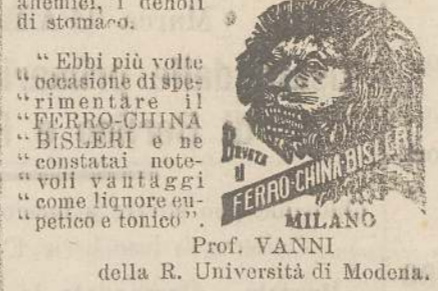 anemici, i deboli
di stomaco.
“ Ebbi più volte
“ occasione di spe-
“ rimentare il
“ FERRO-CHINA
“ BISLERI e ne
“ constatai note-
“ voli vantaggi
“ come liquore eu-
“ petico e tonico ”.
BEVETE
il
FERRO-CHINA-BISLERI
MILANO
Prof. VANNI
della R. Università di Modena.